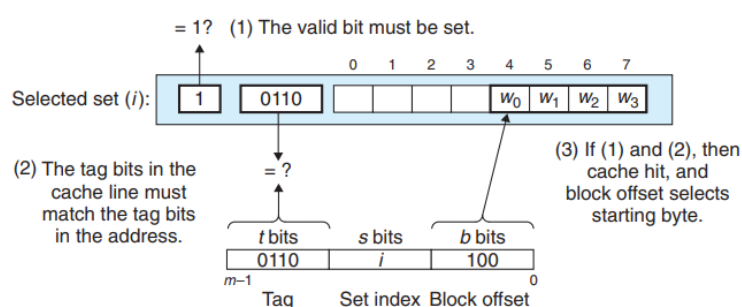 = 1? (1) The valid bit must be set.
0 1 2 3 4 5 6 7
Selected set (i): 1 0110 w0 w1 w2 w3
(2) The tag bits in the
cache line must
match the tag bits
in the address.
= ?
(3) If (1) and (2), then
cache hit, and
block offset selects
starting byte.
t bits s bits b bits
0110 i 100
m–1 0
Tag Set index Block offset